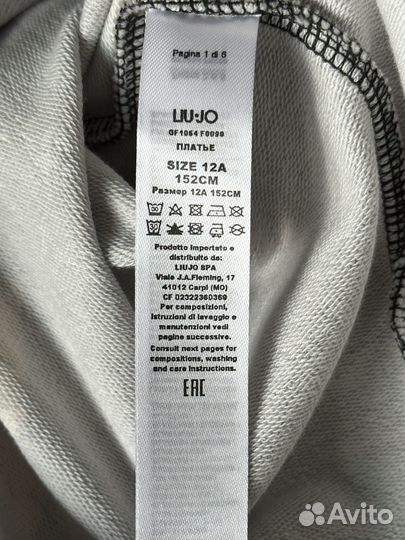 Pagina 1 di 8
LIU·JO
GF1054 F0090
ПЛАТЬЕ
SIZE 12A
152CM
Размер 12A 152CM
Prodotto importato e
distribuito da:
LIUJO SPA
Viale J.A.Fleming, 17
41012 Carpi (MO)
CF 02322360369
Per composizioni,
istruzioni di lavaggio e
manutenzioni vedi
pagine successive.
Consult next pages for
compositions, washing
and care instructions.
EAC
Avito